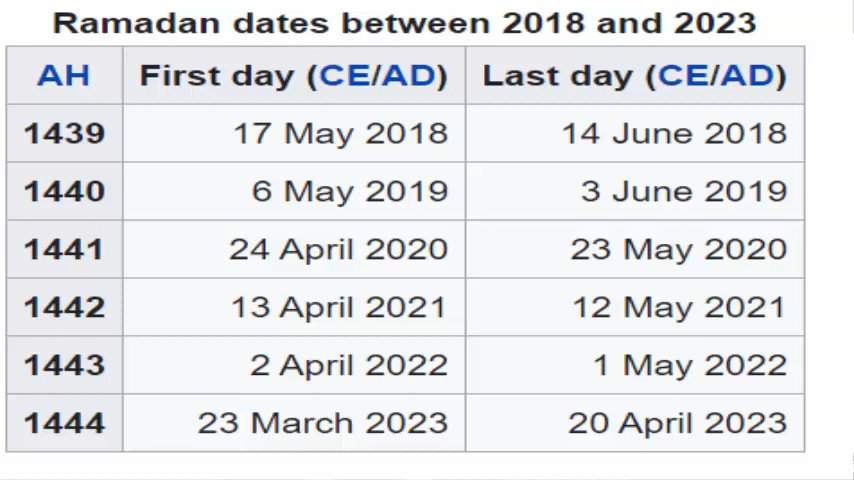 Ramadan dates between 2018 and 2023
AH First day (CE/AD) Last day (CE/AD)
1439 17 May 2018 14 June 2018
1440 6 May 2019 3 June 2019
1441 24 April 2020 23 May 2020
1442 13 April 2021 12 May 2021
1443 2 April 2022 1 May 2022
1444 23 March 2023 20 April 2023